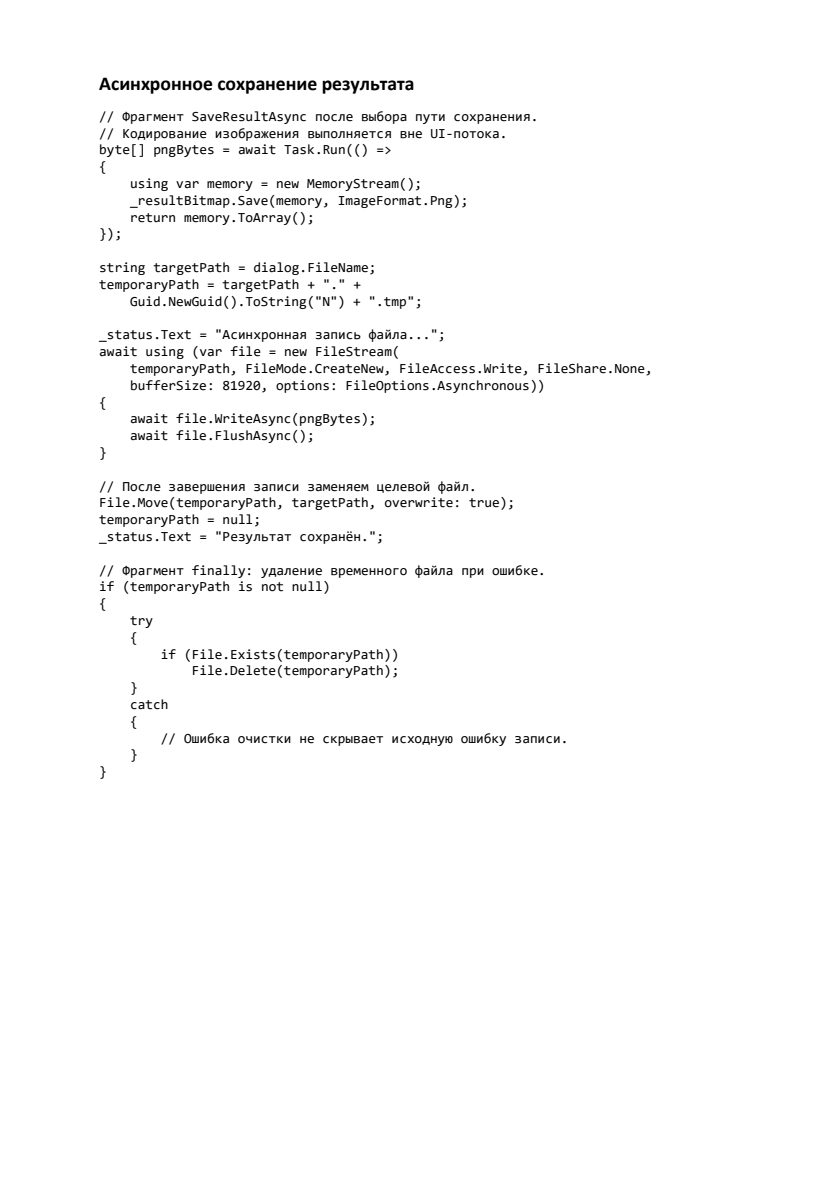 Асинхронное сохранение результата
// Фрагмент SaveResultAsync после выбора пути сохранения.
// Кодирование изображения выполняется вне UI-потока.
byte[] pngBytes = await Task.Run(() =>
{
    using var memory = new MemoryStream();
    _resultBitmap.Save(memory, ImageFormat.Png);
    return memory.ToArray();
});
string targetPath = dialog.FileName;
temporaryPath = targetPath + "." +
    Guid.NewGuid().ToString("N") + ".tmp";
_status.Text = "Асинхронная запись файла...";
await using (var file = new FileStream(
    temporaryPath, FileMode.CreateNew, FileAccess.Write, FileShare.None,
    bufferSize: 81920, options: FileOptions.Asynchronous))
{
    await file.WriteAsync(pngBytes);
    await file.FlushAsync();
}
// После завершения записи заменяем целевой файл.
File.Move(temporaryPath, targetPath, overwrite: true);
temporaryPath = null;
_status.Text = "Результат сохранён.";
// Фрагмент finally: удаление временного файла при ошибке.
if (temporaryPath is not null)
{
    try
    {
        if (File.Exists(temporaryPath))
            File.Delete(temporaryPath);
    }
    catch
    {
        // Ошибка очистки не скрывает исходную ошибку записи.
    }
}